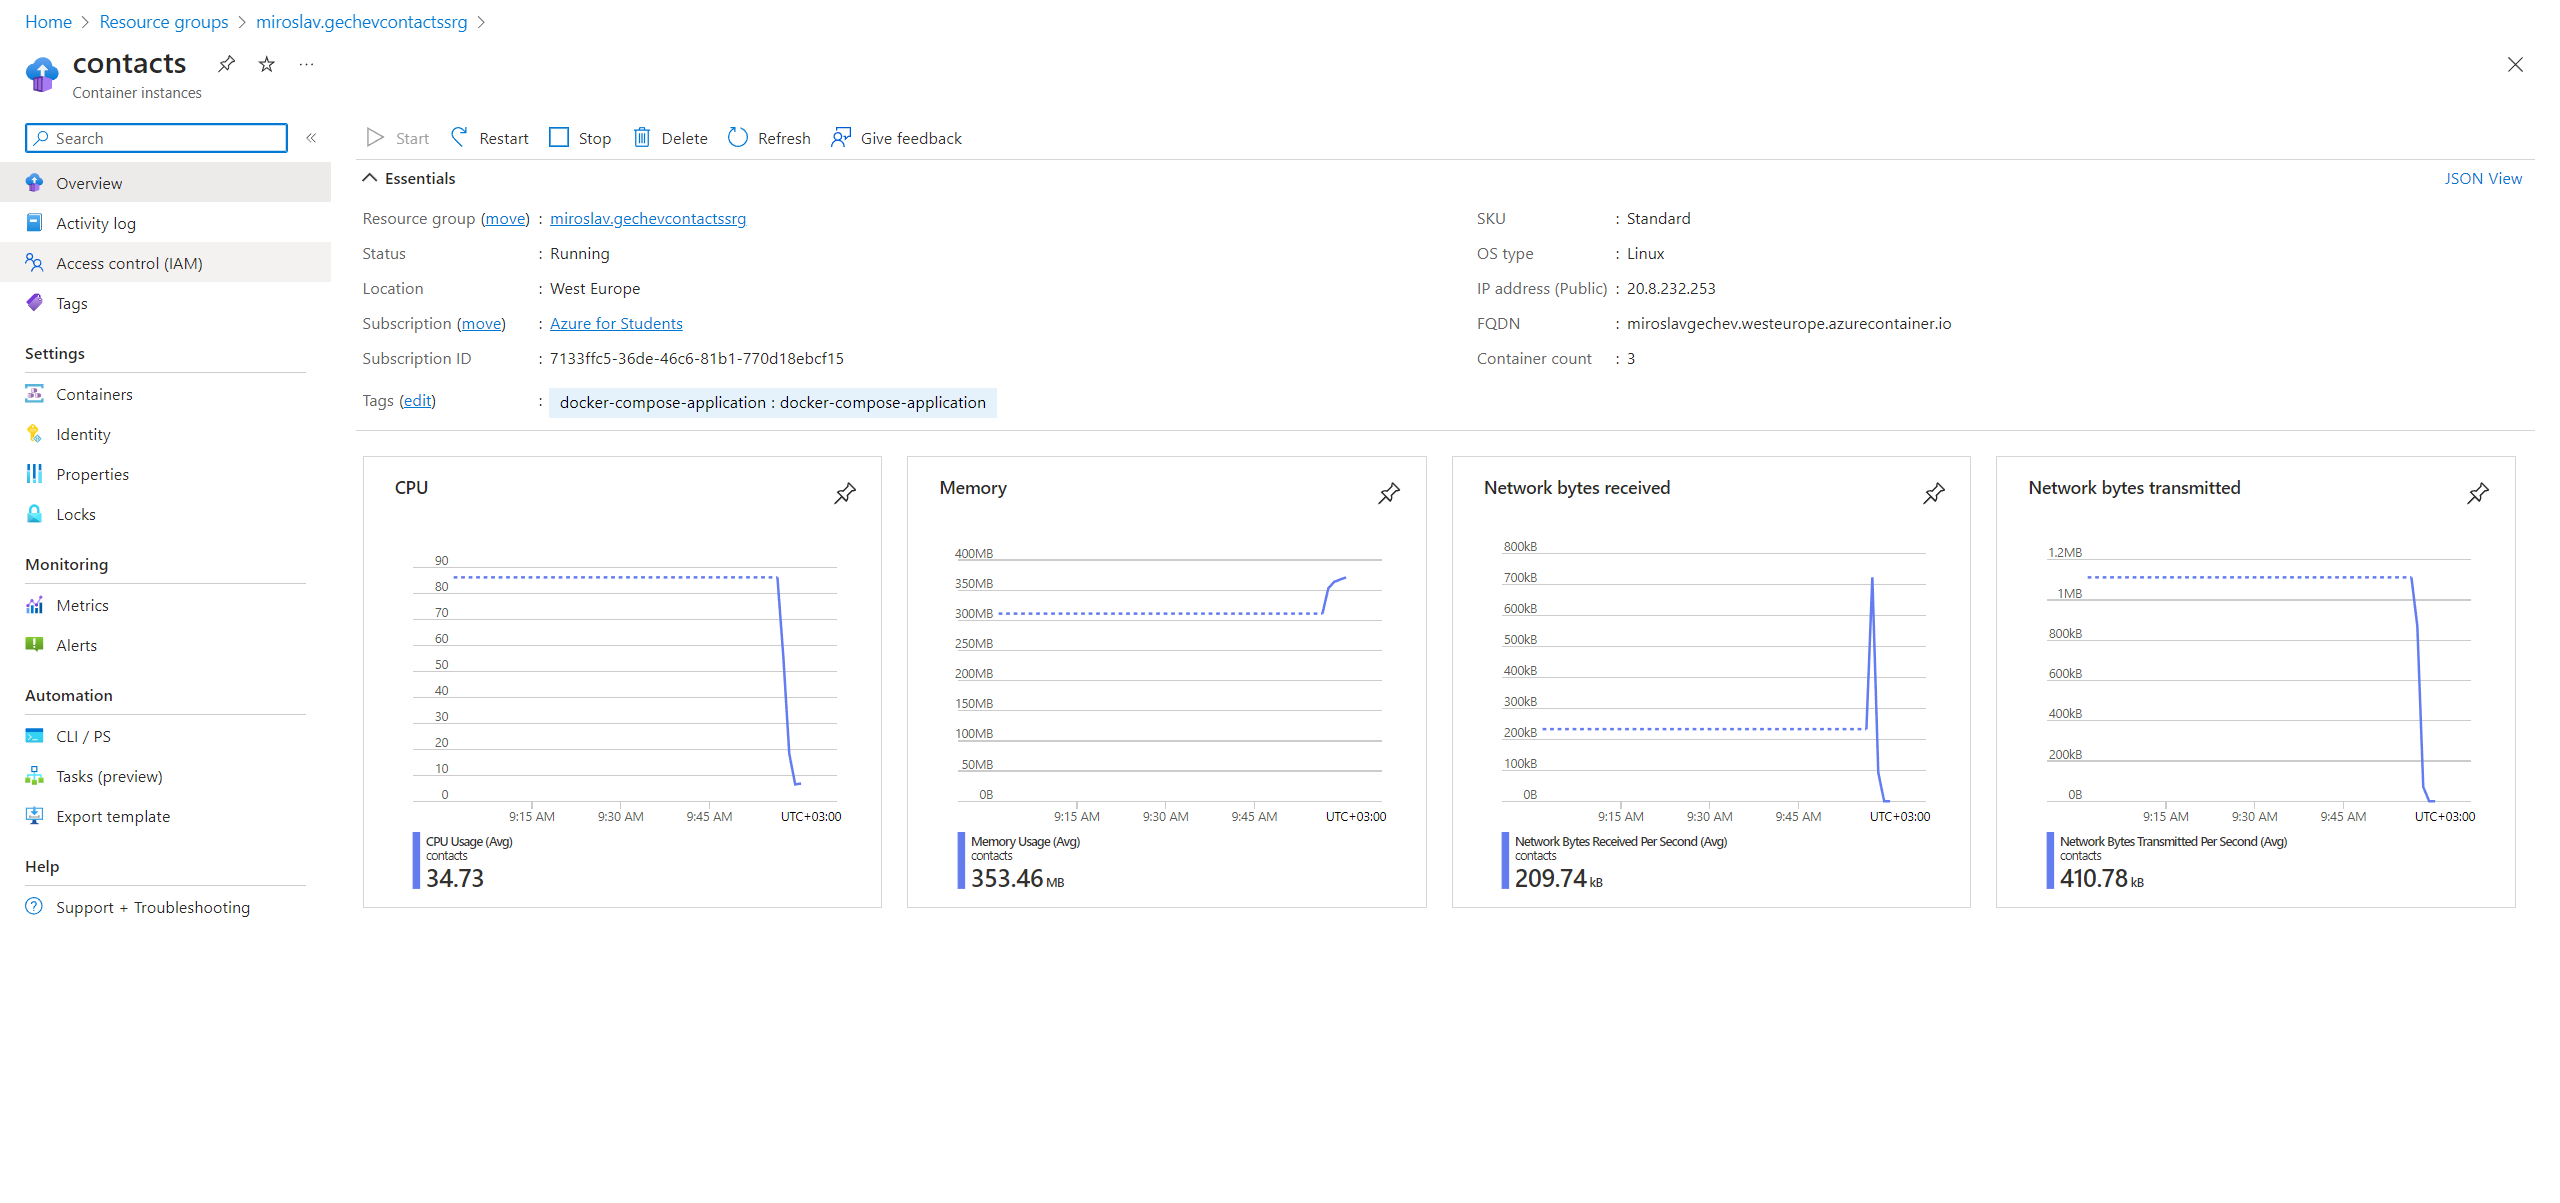 Home > Resource groups > miroslav.gechevcontactssrg >
contacts
Container instances
Search
Start Restart Stop Delete Refresh Give feedback
Overview
Activity log
Access control (IAM)
Tags
Settings
Containers
Identity
Properties
Locks
Monitoring
Metrics
Alerts
Automation
CLI / PS
Tasks (preview)
Export template
Help
Support + Troubleshooting
Essentials
JSON View
Resource group (move) : miroslav.gechevcontactssrg
Status : Running
Location : West Europe
Subscription (move) : Azure for Students
Subscription ID : 7133ffc5-36de-46c6-81b1-770d18ebcf15
Tags (edit) : docker-compose-application : docker-compose-application
SKU : Standard
OS type : Linux
IP address (Public) : 20.8.232.253
FQDN : miroslavgechev.westeurope.azurecontainer.io
Container count : 3
CPU
90
80
70
60
50
40
30
20
10
0
9:15 AM 9:30 AM 9:45 AM UTC+03:00
CPU Usage (Avg)
contacts
34.73
Memory
400MB
350MB
300MB
250MB
200MB
150MB
100MB
50MB
0B
9:15 AM 9:30 AM 9:45 AM UTC+03:00
Memory Usage (Avg)
contacts
353.46 MB
Network bytes received
800kB
700kB
600kB
500kB
400kB
300kB
200kB
100kB
0B
9:15 AM 9:30 AM 9:45 AM UTC+03:00
Network Bytes Received Per Second (Avg)
contacts
209.74 kB
Network bytes transmitted
1.2MB
1MB
800kB
600kB
400kB
200kB
0B
9:15 AM 9:30 AM 9:45 AM UTC+03:00
Network Bytes Transmitted Per Second (Avg)
contacts
410.78 kB